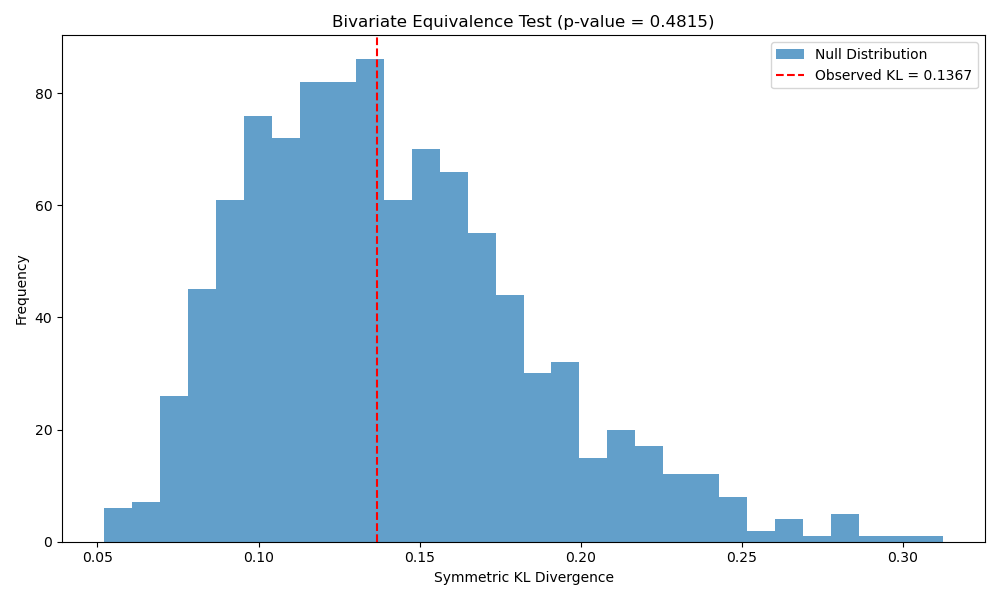 Bivariate Equivalence Test (p-value = 0.4815)
Null Distribution
Observed KL = 0.1367
Frequency
80
60
40
20
0
0.05 0.10 0.15 0.20 0.25 0.30
Symmetric KL Divergence